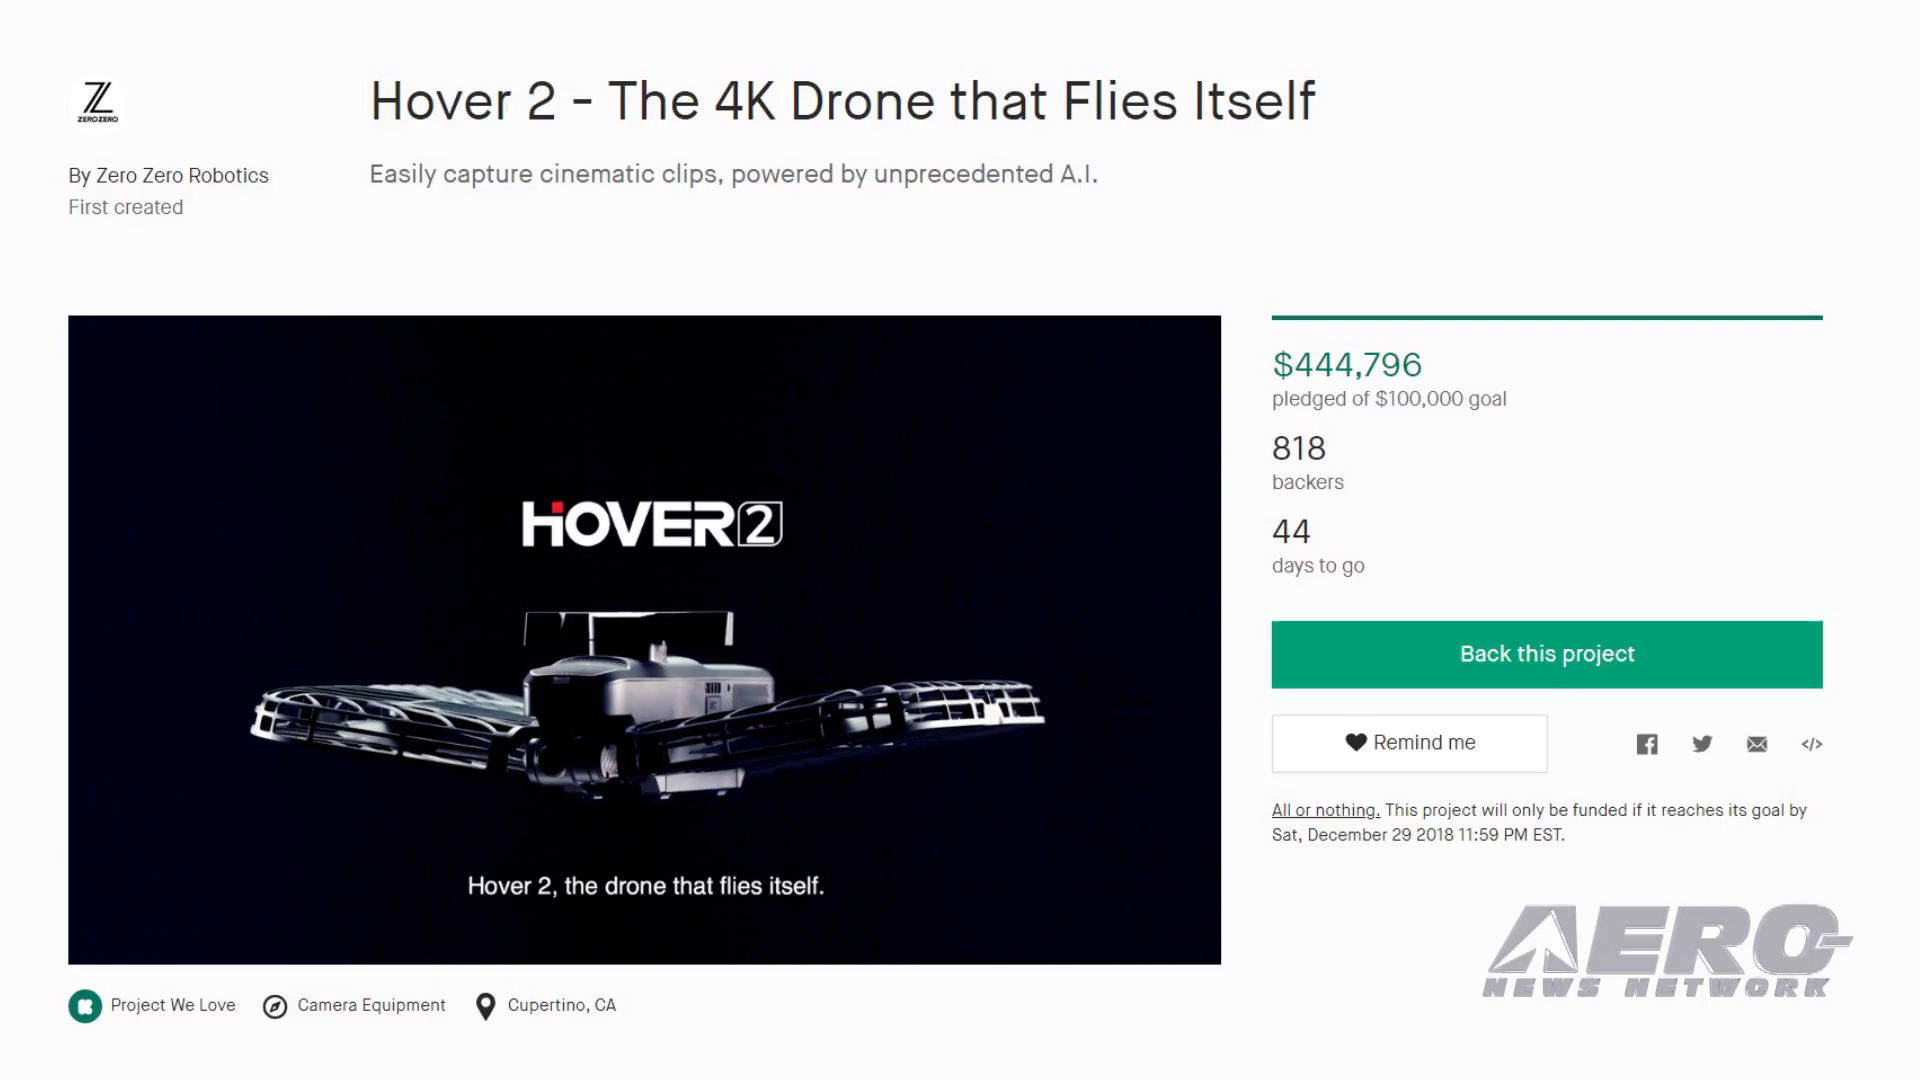 ZEROZERO
Hover 2 - The 4K Drone that Flies Itself
By Zero Zero Robotics
First created
Easily capture cinematic clips, powered by unprecedented A.I.
HOVER 2
Hover 2, the drone that flies itself.
$444,796
pledged of $100,000 goal
818
backers
44
days to go
Back this project
Remind me
</>
All or nothing. This project will only be funded if it reaches its goal by
Sat, December 29 2018 11:59 PM EST.
Project We Love
Camera Equipment
Cupertino, CA
AERO-
NEWS NETWORK